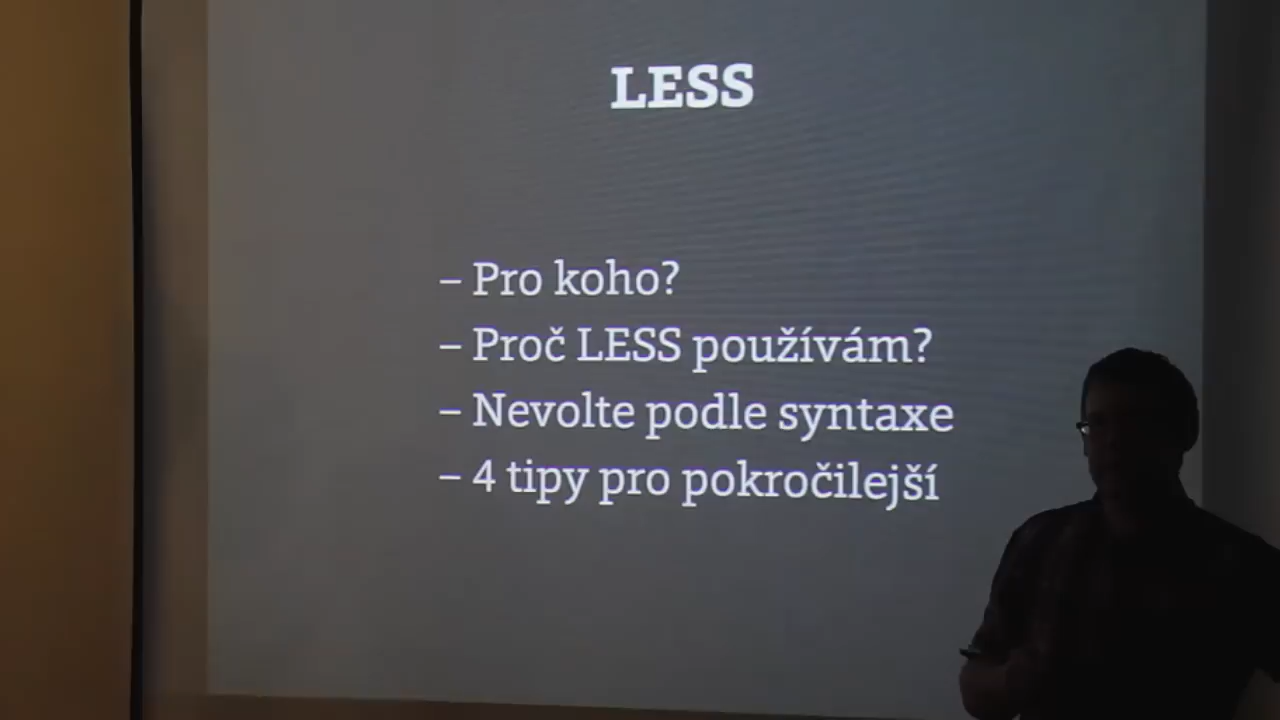 LESS
– Pro koho?
– Proč LESS používám?
– Nevolte podle syntaxe
– 4 tipy pro pokročilejší